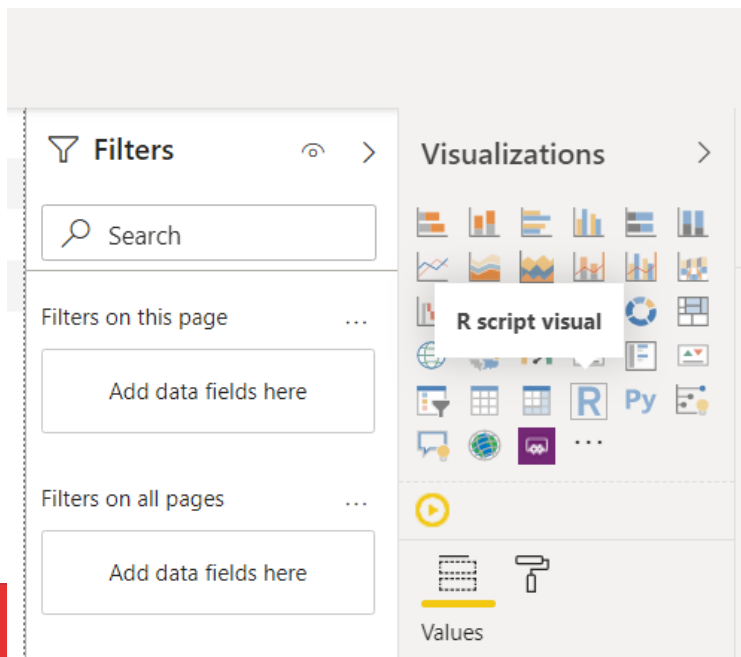 Filters
Search
Filters on this page
...
Add data fields here
Filters on all pages
...
Add data fields here
Visualizations
R script visual
R
Py
...
Values